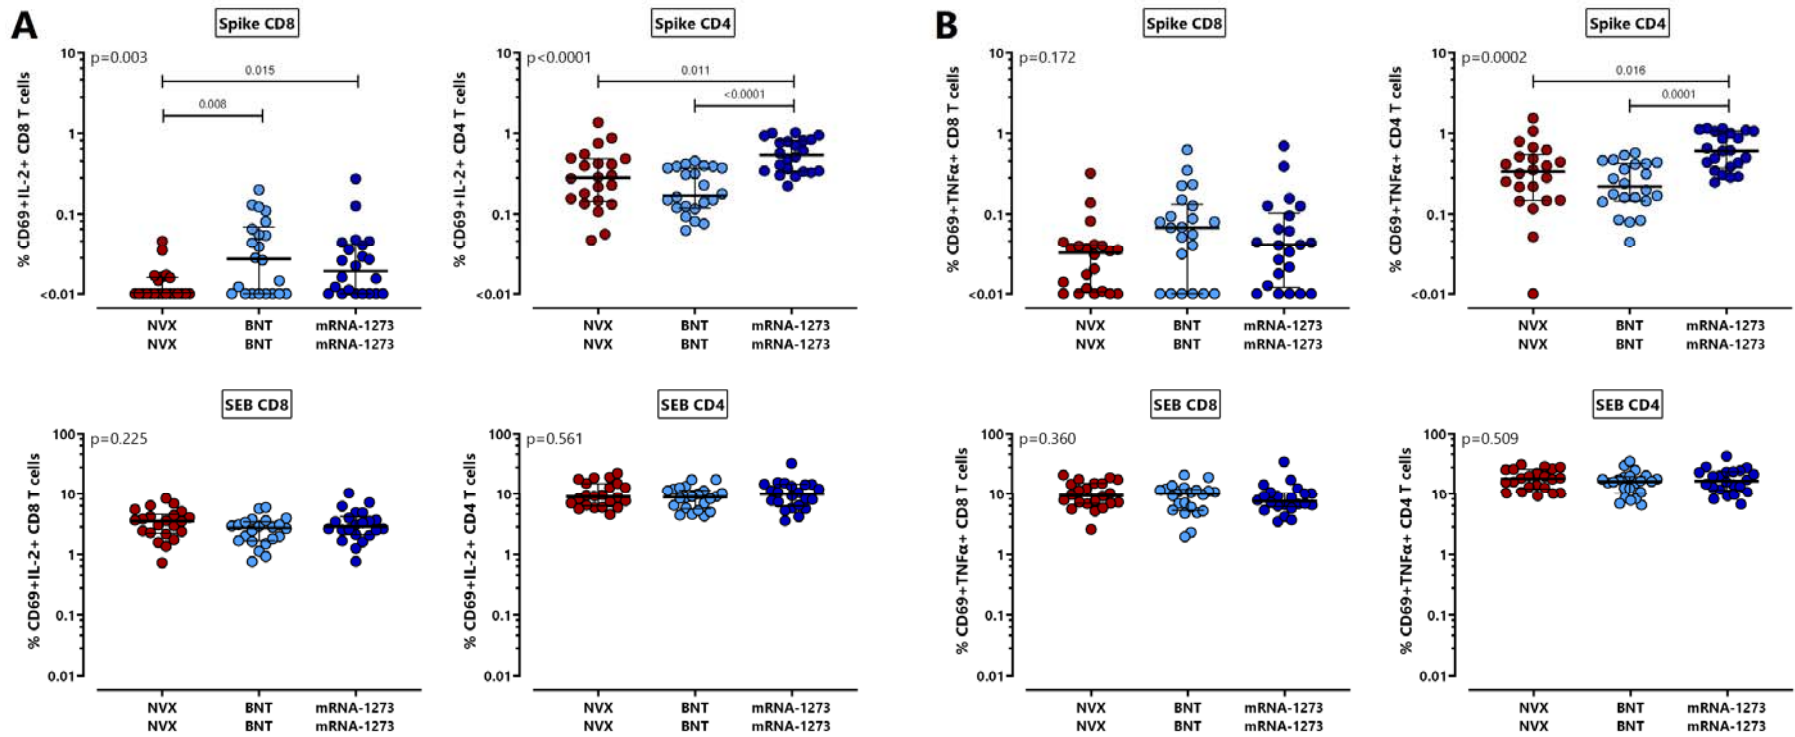 A
Spike CD8
% CD69+IL-2+ CD8 T cells
p=0.003
0.015
0.008
10
1
0.1
<0.01
NVX BNT mRNA-1273
NVX BNT mRNA-1273
Spike CD4
% CD69+IL-2+ CD4 T cells
p<0.0001
0.011
<0.0001
10
1
0.1
<0.01
NVX BNT mRNA-1273
NVX BNT mRNA-1273
B
Spike CD8
% CD69+TNFα+ CD8 T cells
p=0.172
10
1
0.1
<0.01
NVX BNT mRNA-1273
NVX BNT mRNA-1273
Spike CD4
% CD69+TNFα+ CD4 T cells
p=0.0002
0.016
0.0001
10
1
0.1
<0.01
NVX BNT mRNA-1273
NVX BNT mRNA-1273
SEB CD8
% CD69+IL-2+ CD8 T cells
p=0.225
100
10
1
0.1
0.01
NVX BNT mRNA-1273
NVX BNT mRNA-1273
SEB CD4
% CD69+IL-2+ CD4 T cells
p=0.561
100
10
1
0.1
0.01
NVX BNT mRNA-1273
NVX BNT mRNA-1273
SEB CD8
% CD69+TNFα+ CD8 T cells
p=0.360
100
10
1
0.1
0.01
NVX BNT mRNA-1273
NVX BNT mRNA-1273
SEB CD4
% CD69+TNFα+ CD4 T cells
p=0.509
100
10
1
0.1
0.01
NVX BNT mRNA-1273
NVX BNT mRNA-1273